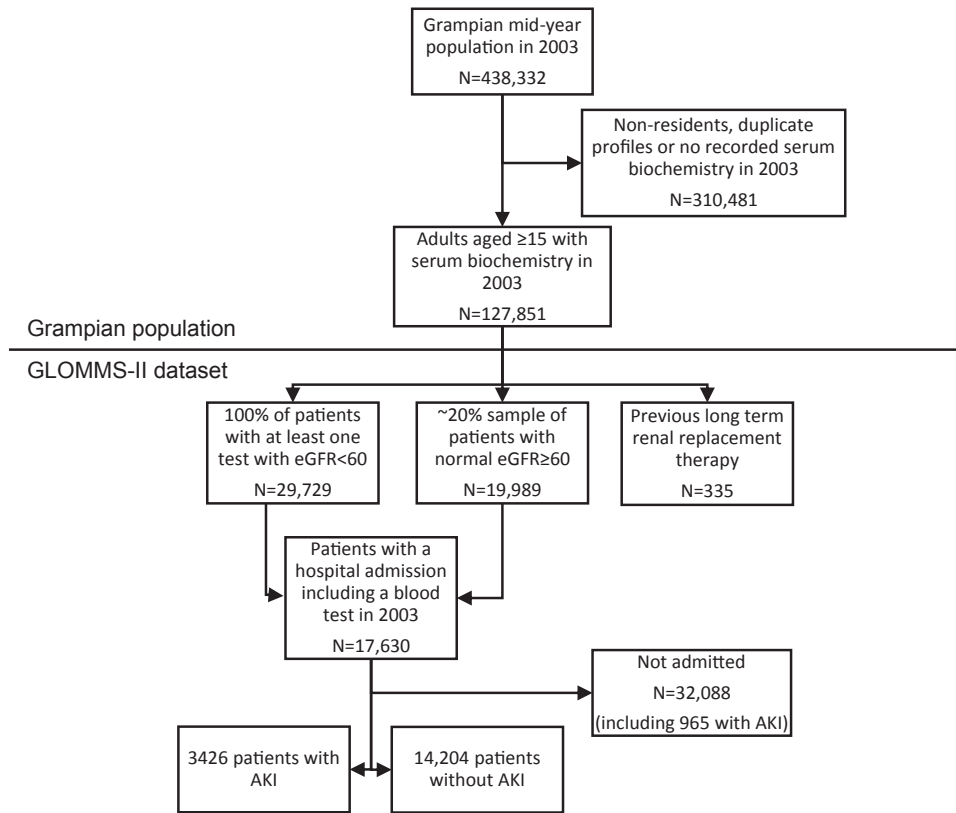 Grampian mid-year
population in 2003
N=438,332
Non-residents, duplicate
profiles or no recorded serum
biochemistry in 2003
N=310,481
Adults aged ≥15 with
serum biochemistry in
2003
N=127,851
Grampian population
GLOMMS-II dataset
100% of patients
with at least one
test with eGFR<60
N=29,729
~20% sample of
patients with
normal eGFR≥60
N=19,989
Previous long term
renal replacement
therapy
N=335
Patients with a
hospital admission
including a blood
test in 2003
N=17,630
Not admitted
N=32,088
(including 965 with AKI)
3426 patients with
AKI
14,204 patients
without AKI